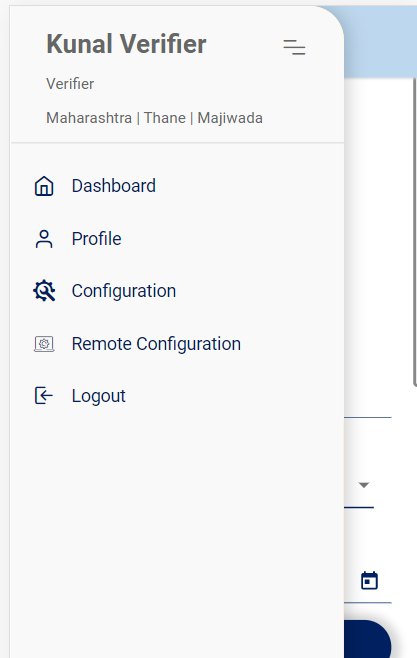 Kunal Verifier
Verifier
Maharashtra | Thane | Majiwada
Dashboard
Profile
Configuration
Remote Configuration
Logout